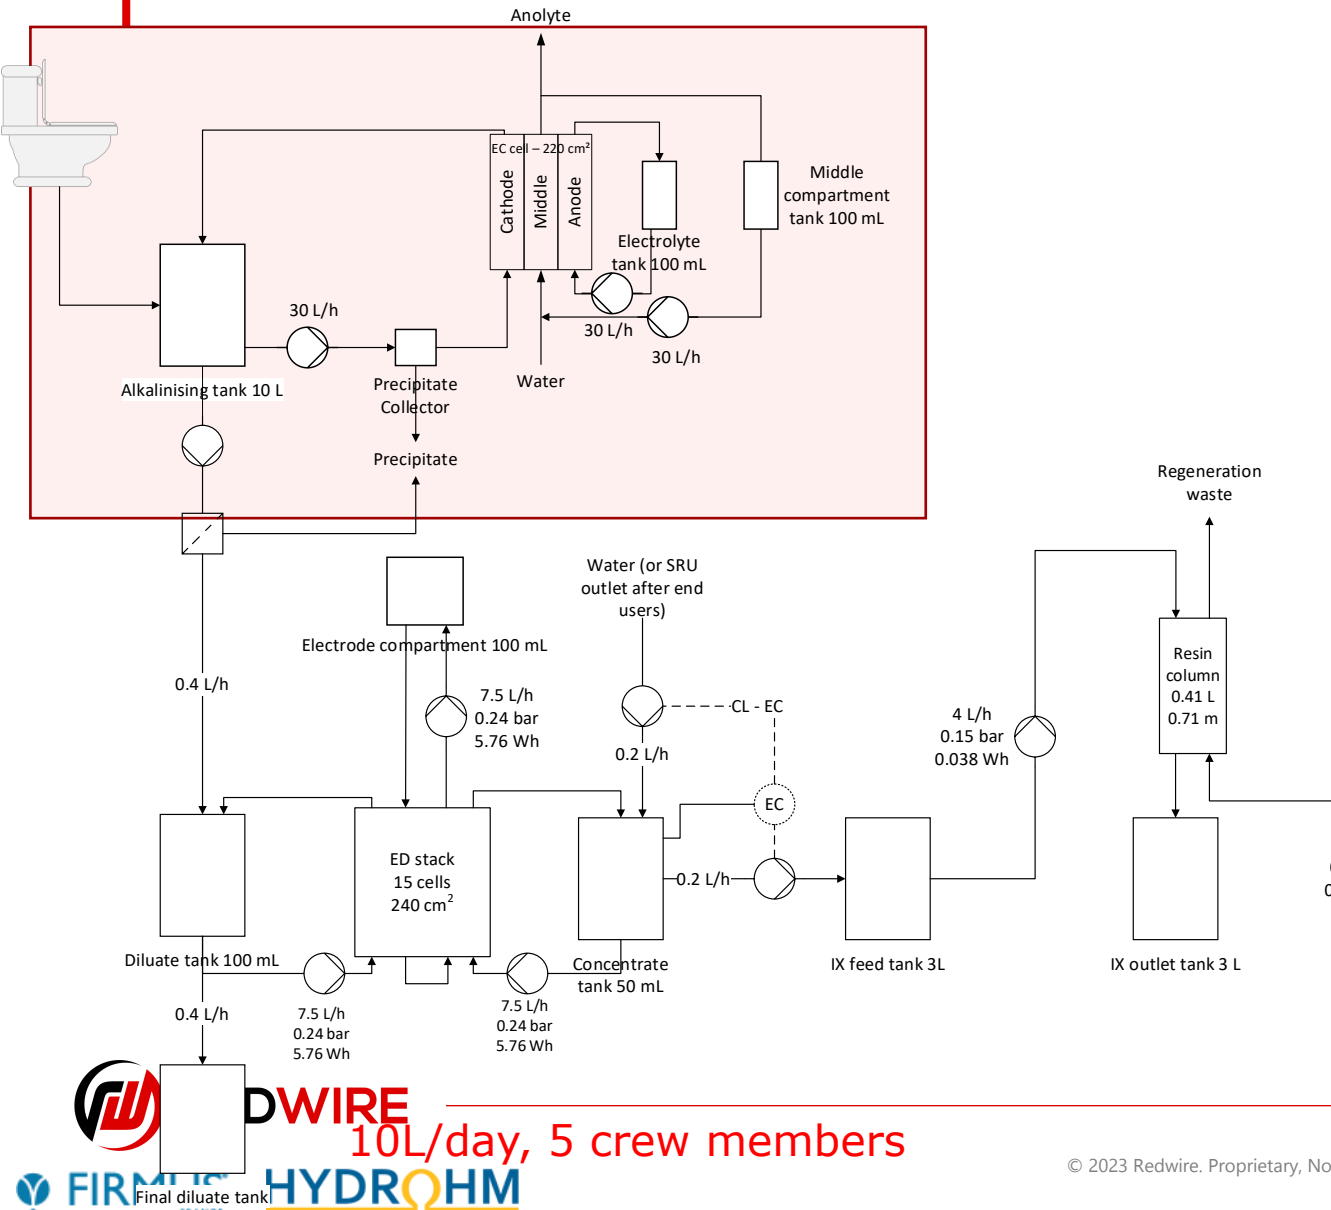 Anolyte
EC cell – 220 cm²
Cathode
Middle
Anode
Middle
compartment
tank 100 mL
Electrolyte
tank 100 mL
30 L/h
30 L/h
30 L/h
Alkalinising tank 10 L
Precipitate
Collector
Water
Precipitate
Regeneration
waste
Water (or SRU
outlet after end
users)
Electrode compartment 100 mL
0.4 L/h
7.5 L/h
0.24 bar
5.76 Wh
CL - EC
0.2 L/h
4 L/h
0.15 bar
0.038 Wh
Resin
column
0.41 L
0.71 m
EC
ED stack
15 cells
240 cm²
0.2 L/h
Diluate tank 100 mL
Concentrate
tank 50 mL
IX feed tank 3L
IX outlet tank 3 L
0.4 L/h
7.5 L/h
0.24 bar
5.76 Wh
7.5 L/h
0.24 bar
5.76 Wh
DWIRE
10L/day, 5 crew members
© 2023 Redwire. Proprietary, No
HYDROHM
Final diluate tank